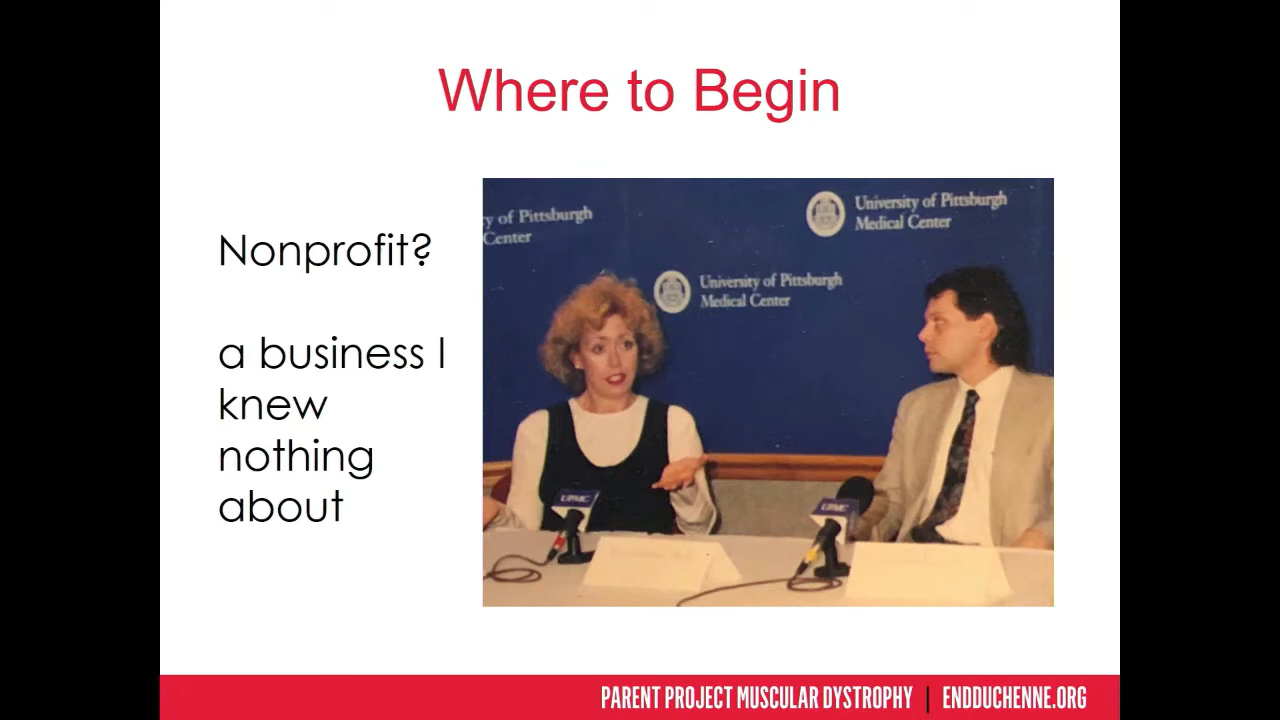 Where to Begin
Nonprofit?
a business I
knew
nothing
about
y of Pittsburgh
Center
University of Pittsburgh
Medical Center
University of Pittsburgh
Medical Center
UPMC
UPMC
PARENT PROJECT MUSCULAR DYSTROPHY | ENDDUCHENNE.ORG